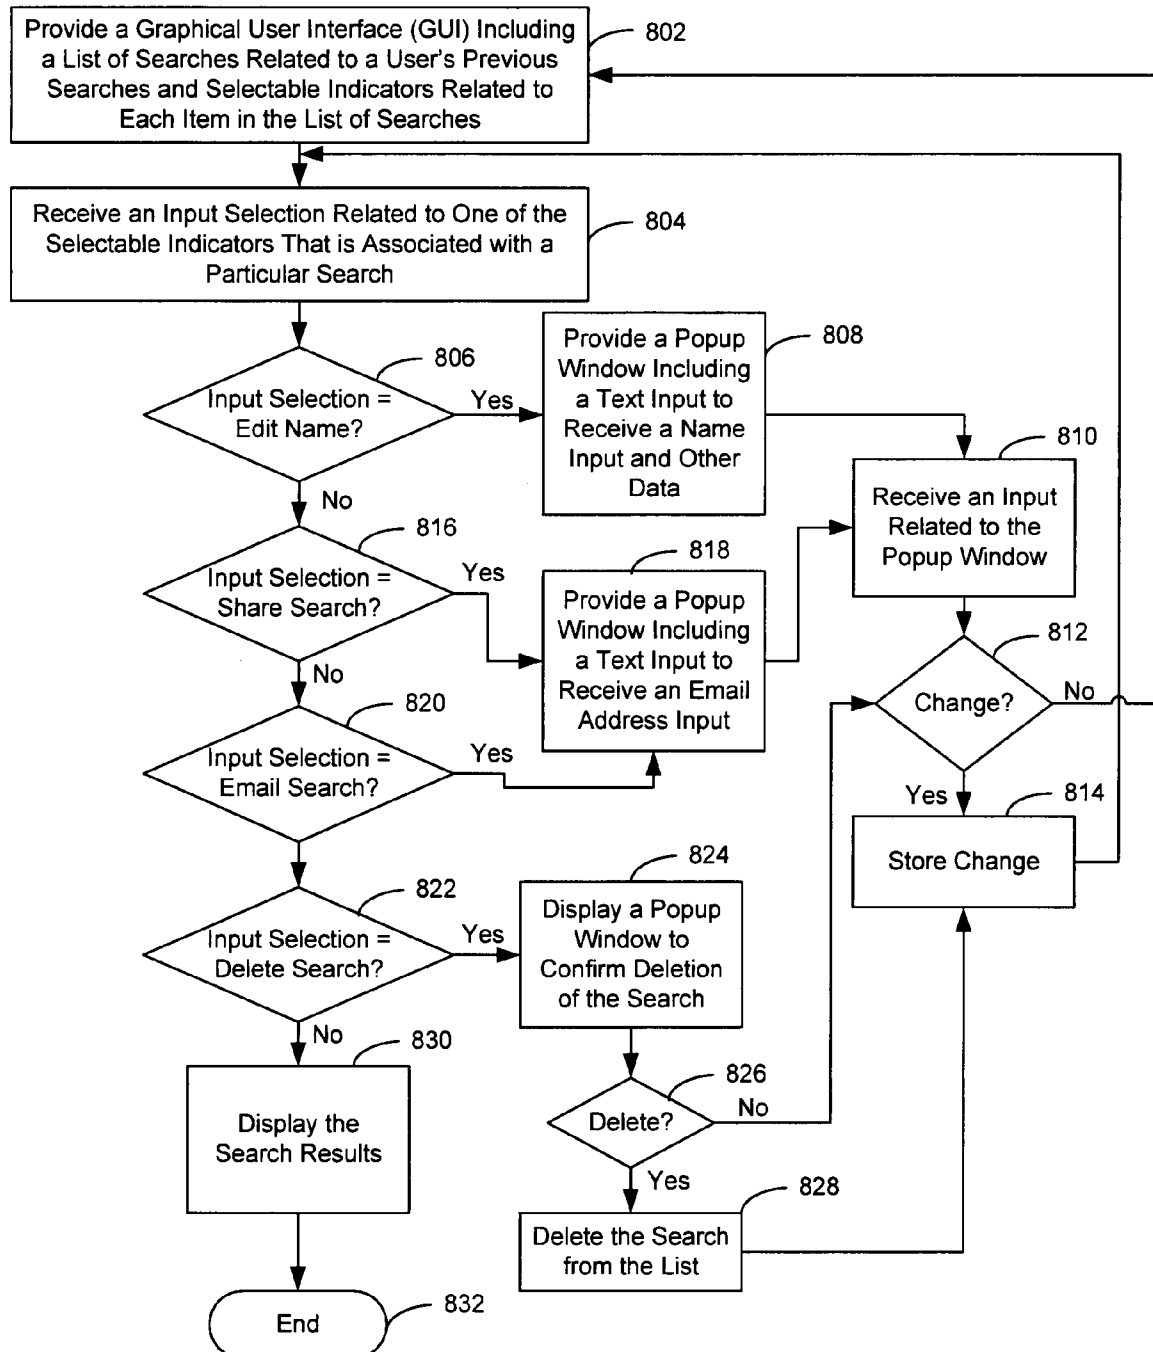 Provide a Graphical User Interface (GUI) Including
a List of Searches Related to a User's Previous
Searches and Selectable Indicators Related to
Each Item in the List of Searches
802
Receive an Input Selection Related to One of the
Selectable Indicators That is Associated with a
Particular Search
804
Input Selection =
Edit Name?
806
Yes
No
Provide a Popup
Window Including
a Text Input to
Receive a Name
Input and Other
Data
808
Receive an Input
Related to the
Popup Window
810
Input Selection =
Share Search?
816
Yes
No
Provide a Popup
Window Including
a Text Input to
Receive an Email
Address Input
818
Change?
812
No
Yes
Input Selection =
Email Search?
820
Yes
Store Change
814
Input Selection =
Delete Search?
822
Yes
No
Display a Popup
Window to
Confirm Deletion
of the Search
824
Delete?
826
No
Yes
Display the
Search Results
830
Delete the Search
from the List
828
End
832